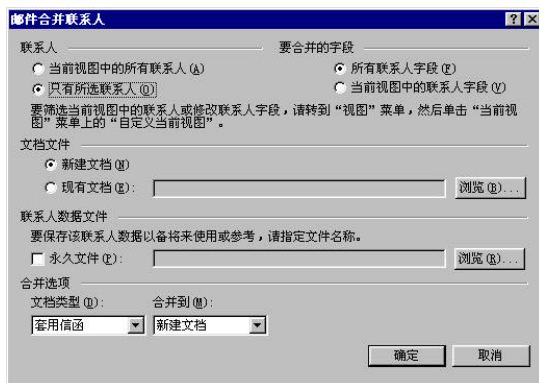 邮件合并联系人
联系人 要合并的字段
当前视图中的所有联系人(A) 所有联系人字段(F)
只有所选联系人(O) 当前视图中的联系人字段(Y)
要筛选当前视图中的联系人或修改联系人字段，请转到“视图”菜单，然后单击“当前视
图”菜单上的“自定义当前视图”。
文档文件
新建文档(N)
现有文档(E): 浏览(B)...
联系人数据文件
要保存该联系人数据以备将来使用或参考，请指定文件名称。
永久文件(P): 浏览(R)...
合并选项
文档类型(D): 合并到(M):
套用信函 新建文档
确定 取消